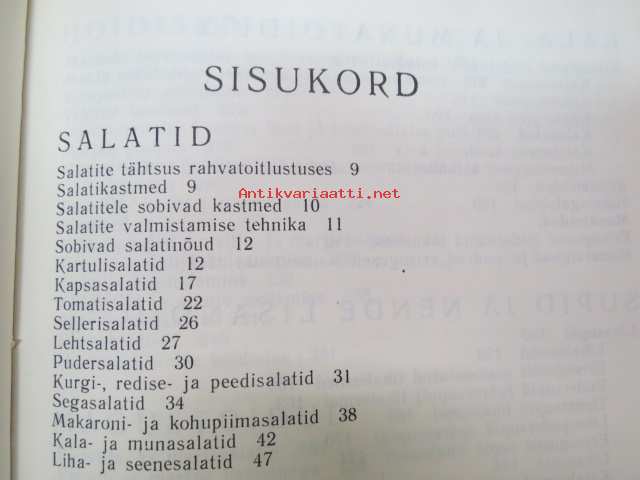 SISUKORD
SALATID
Salatite tähtsus rahvatoitlustuses 9
Salatikastmed 9
Antikvariaatti.net
Salatitele sobivad kastmed 10
Salatite valmistamise tehnika 11
Sobivad salatinõud 12
Kartulisalatid 12
Kapsasalatid 17
Tomatisalatid 22
Sellerisalatid 26
Lehtsalatid 27
Pudersalatid 30
Kurgi-, redise- ja peedisalatid 31
Segasalatid 34
Makaroni- ja kohupiimasalatid 38
Kala- ja munasalatid 42
Liha- ja seenesalatid 47